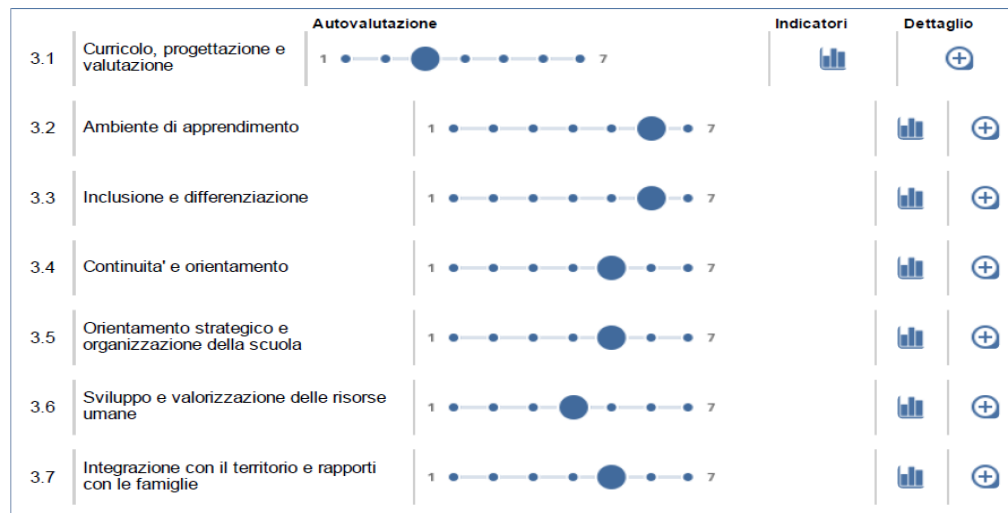 Autovalutazione Indicatori Dettaglio
3.1 Curricolo, progettazione e
valutazione
1 7
3.2 Ambiente di apprendimento 1 7
3.3 Inclusione e differenziazione 1 7
3.4 Continuita' e orientamento 1 7
3.5 Orientamento strategico e
organizzazione della scuola
1 7
3.6 Sviluppo e valorizzazione delle risorse
umane
1 7
3.7 Integrazione con il territorio e rapporti
con le famiglie
1 7